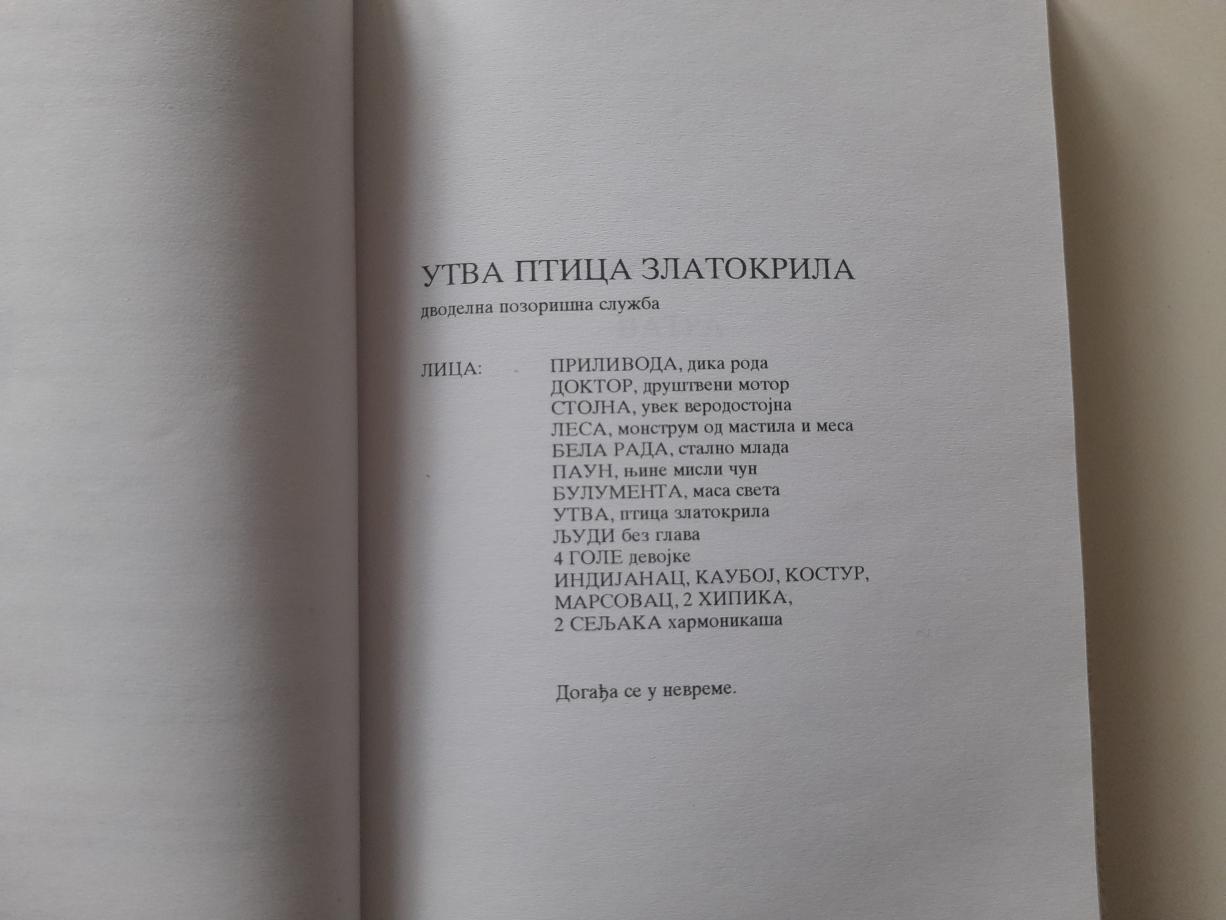 УТВА ПТИЦА ЗЛАТОКРИЛА
дводелна позоришна служба
ЛИЦА: ПРИЛИВОДА, дика рода
ДОКТОР, друштвени мотор
СТОЈНА, увек веродостојна
ЛЕСА, монструм од мастила и меса
БЕЛА РАДА, стално млада
ПАУН, њине мисли чун
БУЛУМЕНТА, маса света
УТВА, птица златокрила
ЉУДИ без глава
4 ГОЛЕ девојке
ИНДИЈАНАЦ, КАУБОЈ, КОСТУР,
МАРСОВАЦ, 2 ХИПИКА,
2 СЕЉАКА хармоникаша
Догађа се у невреме.